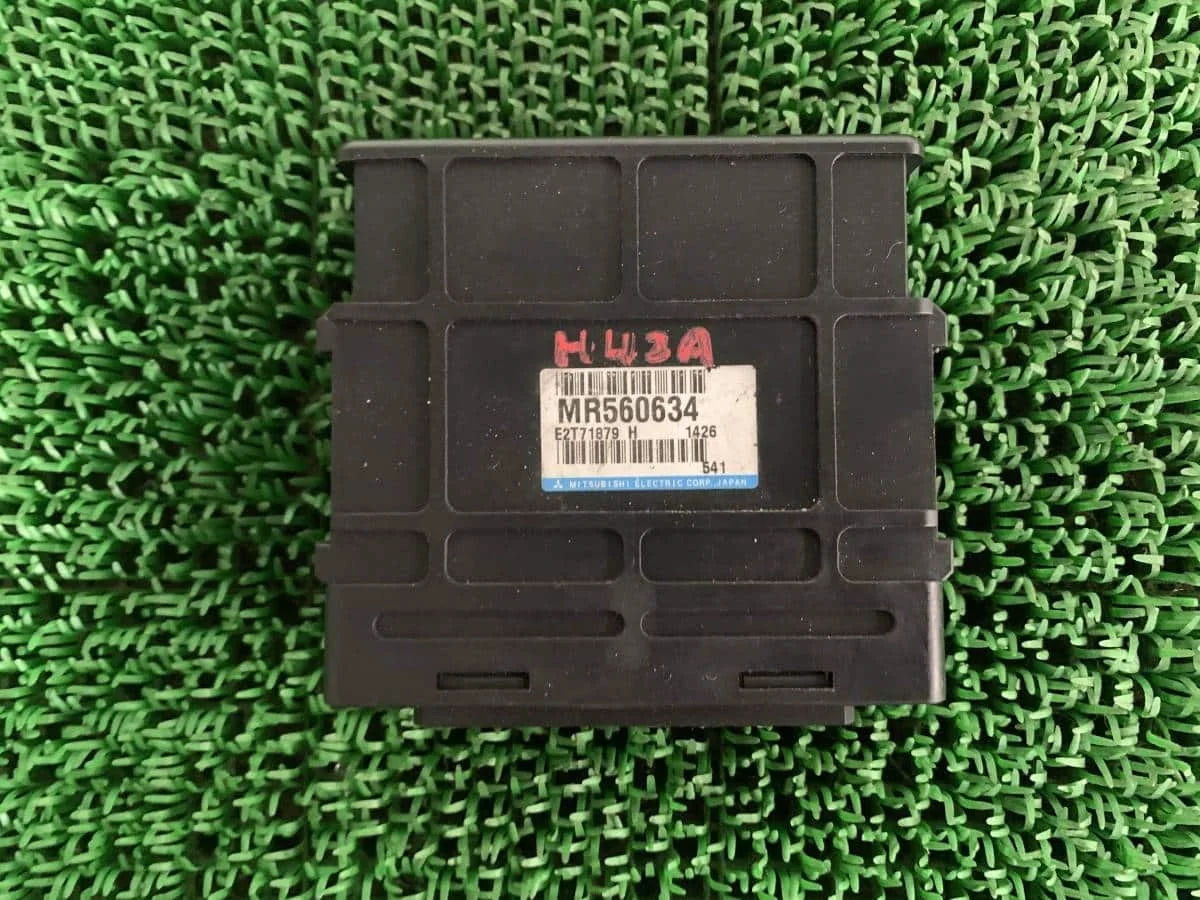 H43A
MR560634
E2T71879 H 1426
541
MITSUBISHI ELECTRIC CORP. JAPAN